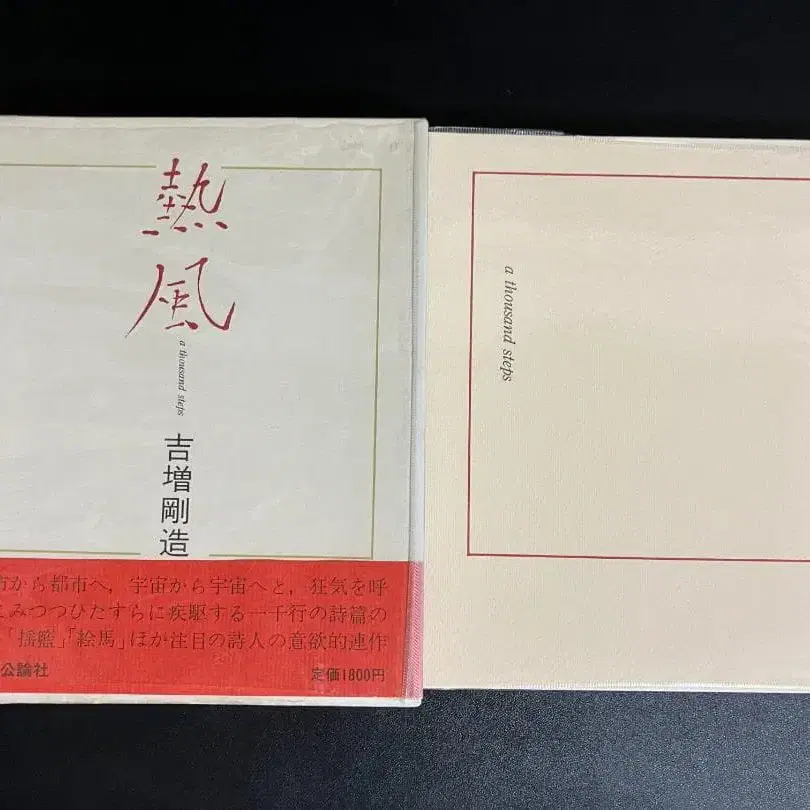 熱風
a thousand steps
吉増剛造
市から都市へ，宇宙から宇宙へと，狂気を呼
こみつつひたすらに疾駆する一千行の詩篇の
「揺籃」「絵馬」ほか注目の詩人の意欲的連作
公論社
定価1800円
a thousand steps